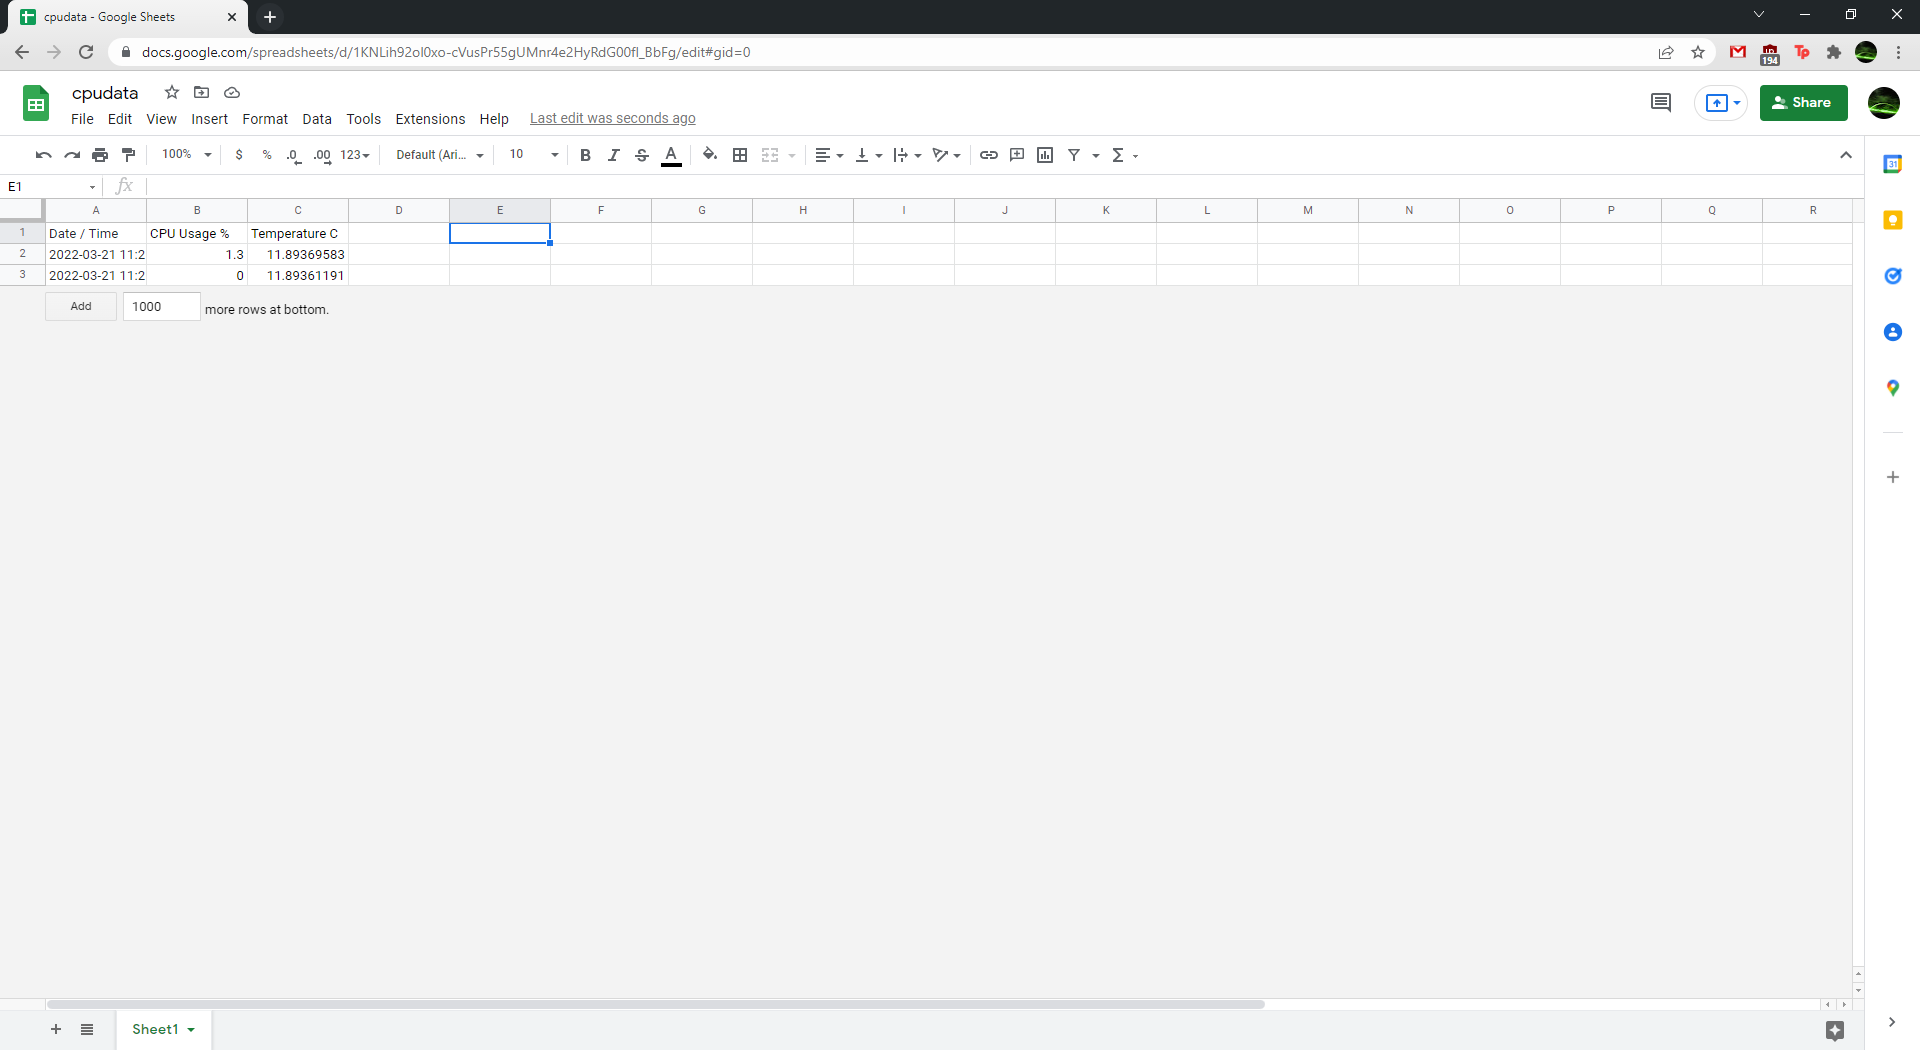 cpudata - Google Sheets
docs.google.com/spreadsheets/d/1KNLih92ol0xo-cVusPr55gUMnr4e2HyRdG00fl_BbFg/edit#gid=0
194
Tp
cpudata
File Edit View Insert Format Data Tools Extensions Help Last edit was seconds ago
Share
100% $ % .0 .00 123 Default (Ari... 10 B I S A Σ
31
E1 fx
A B C D E F G H I J K L M N O P Q R
1 Date / Time CPU Usage % Temperature C
2 2022-03-21 11:2 1.3 11.89369583
3 2022-03-21 11:2 0 11.89361191
Add 1000 more rows at bottom.
+ Sheet1